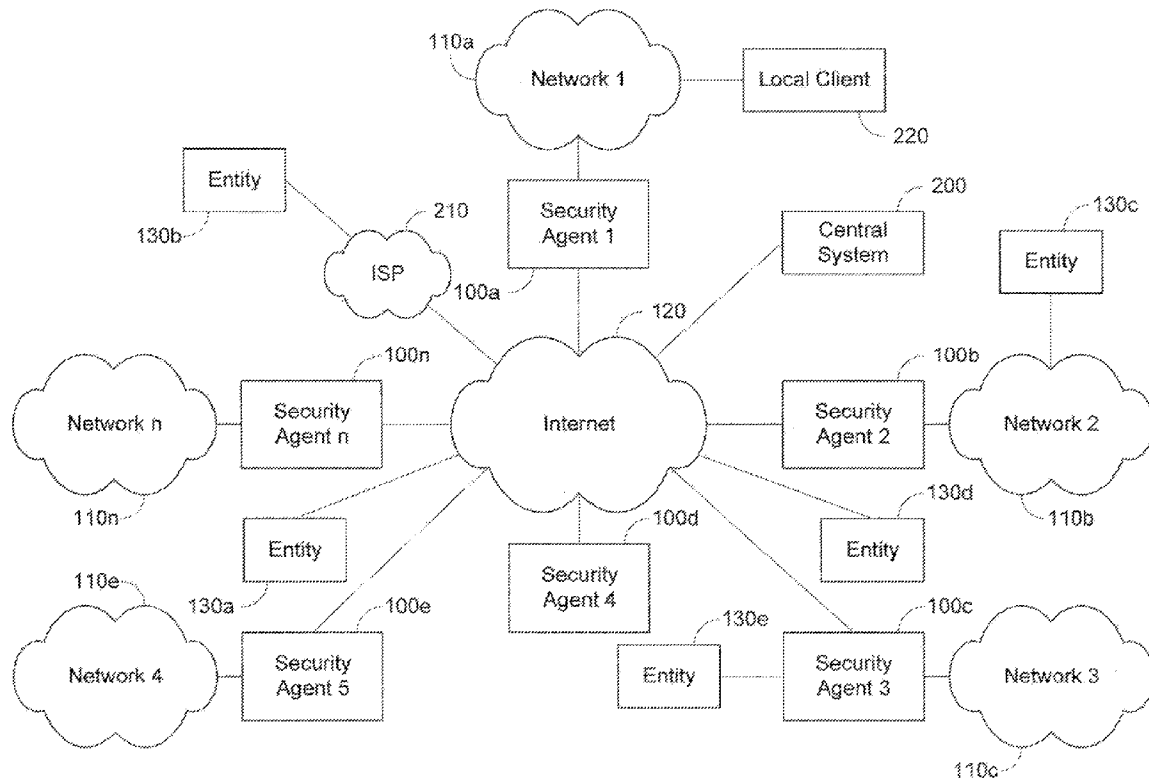 110a
Network 1
Local Client
220
Entity
130b
210
ISP
Security
Agent 1
100a
200
Central
System
130c
Entity
120
Internet
100n
Network n
Security
Agent n
110n
100b
Security
Agent 2
Network 2
110b
130d
Entity
Entity
130a
100d
Security
Agent 4
110e
Network 4
100e
Security
Agent 5
130e
Entity
100c
Security
Agent 3
Network 3
110c